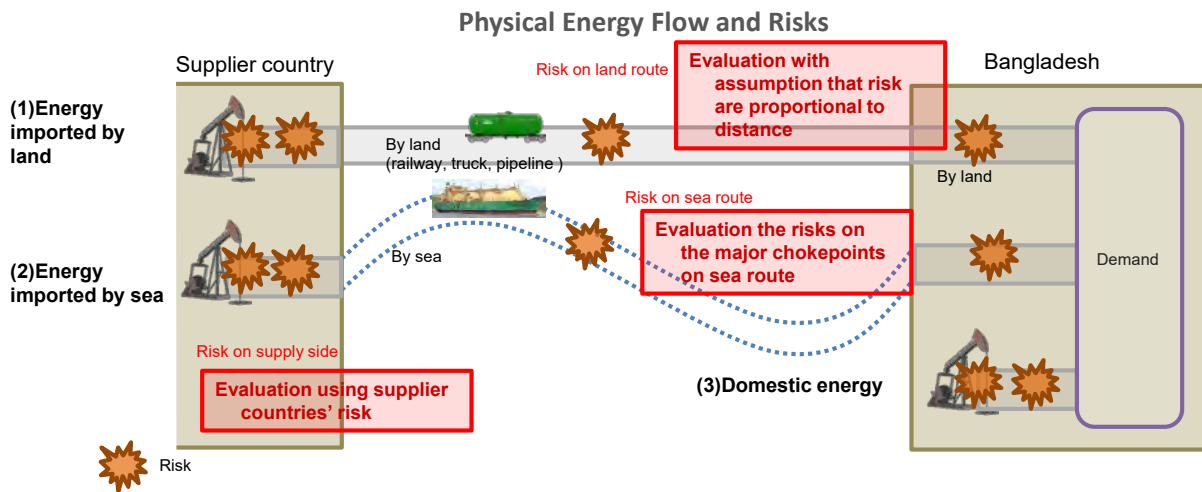 Physical Energy Flow and Risks
Supplier country
Risk on land route
Evaluation with
assumption that risk
are proportional to
distance
Bangladesh
(1)Energy
imported by
land
By land
(railway, truck, pipeline )
By land
Risk on sea route
Evaluation the risks on
the major chokepoints
on sea route
By sea
(2)Energy
imported by sea
Demand
Risk on supply side
Evaluation using supplier
countries' risk
(3)Domestic energy
Risk